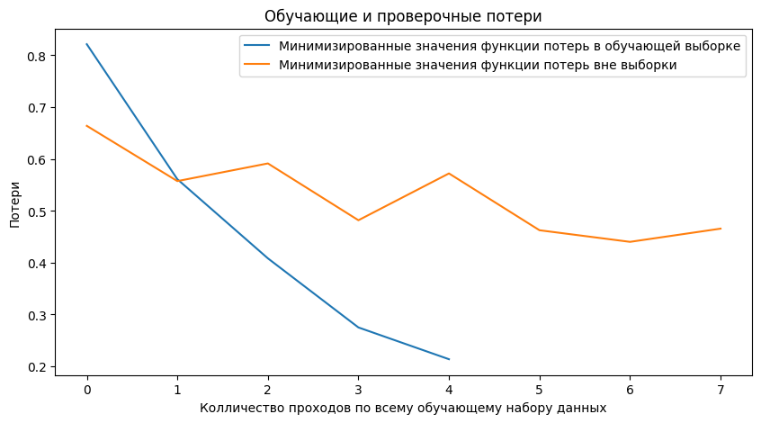 Обучающие и проверочные потери
Минимизированные значения функции потерь в обучающей выборке
Минимизированные значения функции потерь вне выборки
Потери
0.8
0.7
0.6
0.5
0.4
0.3
0.2
0 1 2 3 4 5 6 7
Колличество проходов по всему обучающему набору данных